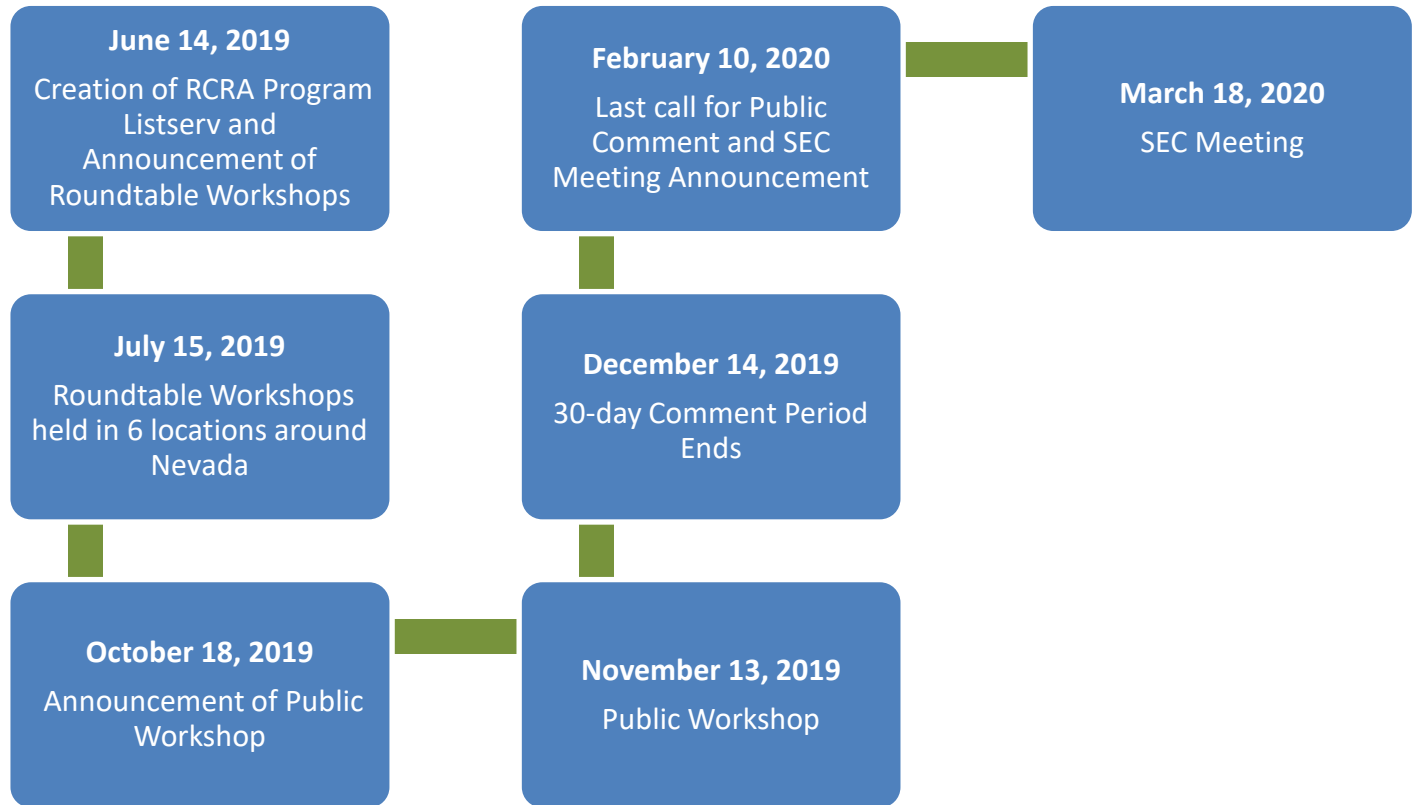 June 14, 2019
Creation of RCRA Program
Listserv and
Announcement of
Roundtable Workshops
July 15, 2019
Roundtable Workshops
held in 6 locations around
Nevada
October 18, 2019
Announcement of Public
Workshop
November 13, 2019
Public Workshop
December 14, 2019
30-day Comment Period
Ends
February 10, 2020
Last call for Public
Comment and SEC
Meeting Announcement
March 18, 2020
SEC Meeting